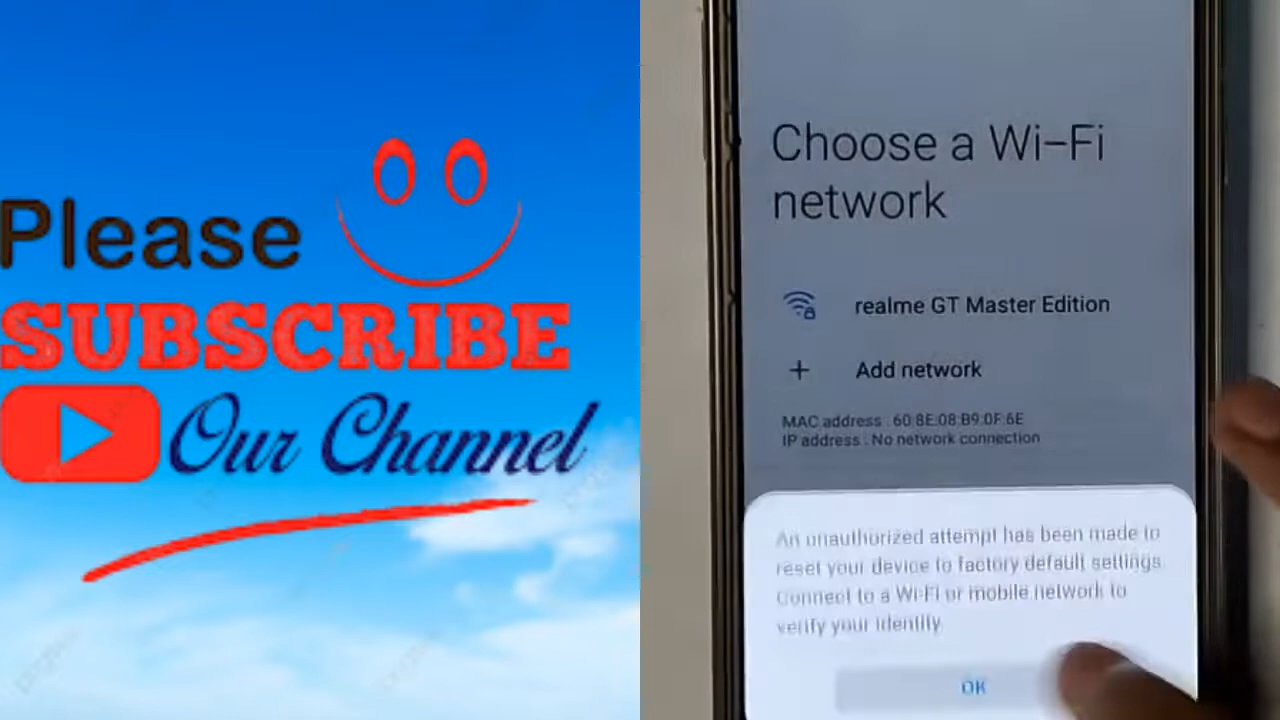 Please
SUBSCRIBE
Our Channel
Choose a Wi-Fi
network
realme GT Master Edition
+ Add network
MAC address : 60:8E:08:B9:0F:6E
IP address : No network connection
An unauthorized attempt has been made to
reset your device to factory default settings.
Connect to a Wi-Fi or mobile network to
verify your identity.
OK